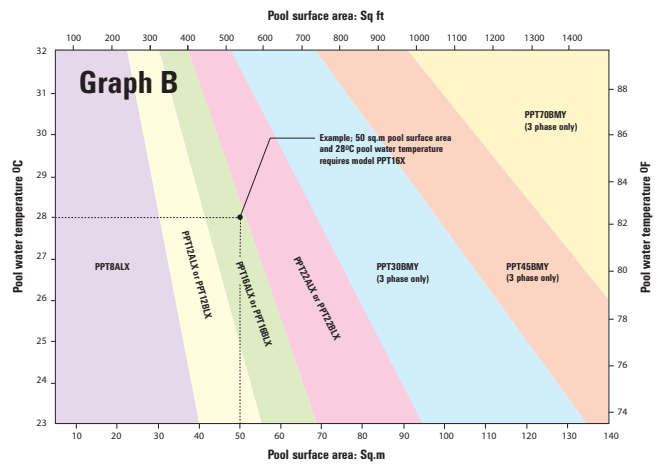 Pool surface area: Sq ft
100 200 300 400 500 600 700 800 900 1000 1100 1200 1300 1400
Graph B
32
31
30
29
28
27
26
25
24
23
Pool water temperature ºC
88
86
84
82
80
78
76
74
Pool water temperature ºF
PPT70BMY
(3 phase only)
Example; 50 sq.m pool surface area
and 28ºC pool water temperature
requires model PPT16X
PPT8ALX
PPT12ALX or PPT12BLX
PPT16ALX or PPT16BLX
PPT22ALX or PPT22BLX
PPT30BMY
(3 phase only)
PPT45BMY
(3 phase only)
10 20 30 40 50 60 70 80 90 100 110 120 130 140
Pool surface area: Sq.m